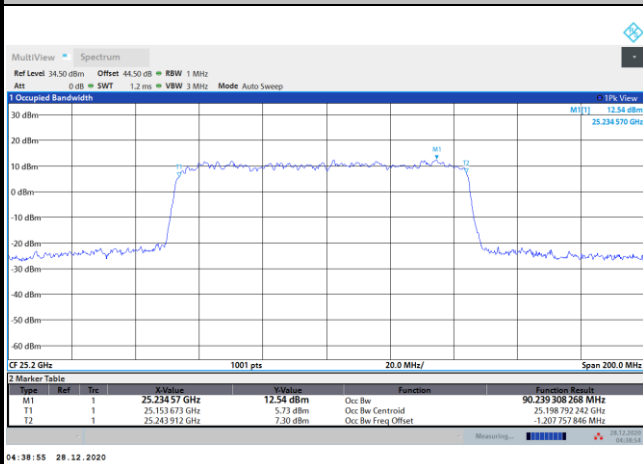 MultiView Spectrum
Ref Level 34.50 dBm Offset 44.50 dB RBW 1 MHz
Att 0 dB SWT 1.2 ms VBW 3 MHz Mode Auto Sweep
1 Occupied Bandwidth 1Pk View
M1[1] 12.54 dBm
25.234 570 GHz
30 dBm
20 dBm
M1
T1 T2
10 dBm
0 dBm
-10 dBm
-20 dBm
-30 dBm
-40 dBm
-50 dBm
-60 dBm
CF 25.2 GHz 1001 pts 20.0 MHz/ Span 200.0 MHz
2 Marker Table
Type Ref Trc X-Value Y-Value Function Function Result
M1 1 25.234 57 GHz 12.54 dBm Occ Bw 90.239 308 268 MHz
T1 1 25.153 673 GHz 5.73 dBm Occ Bw Centroid 25.198 792 242 GHz
T2 1 25.243 912 GHz 7.30 dBm Occ Bw Freq Offset -1.207 757 846 MHz
Measuring... 28.12.2020
04:38:54
04:38:55 28.12.2020